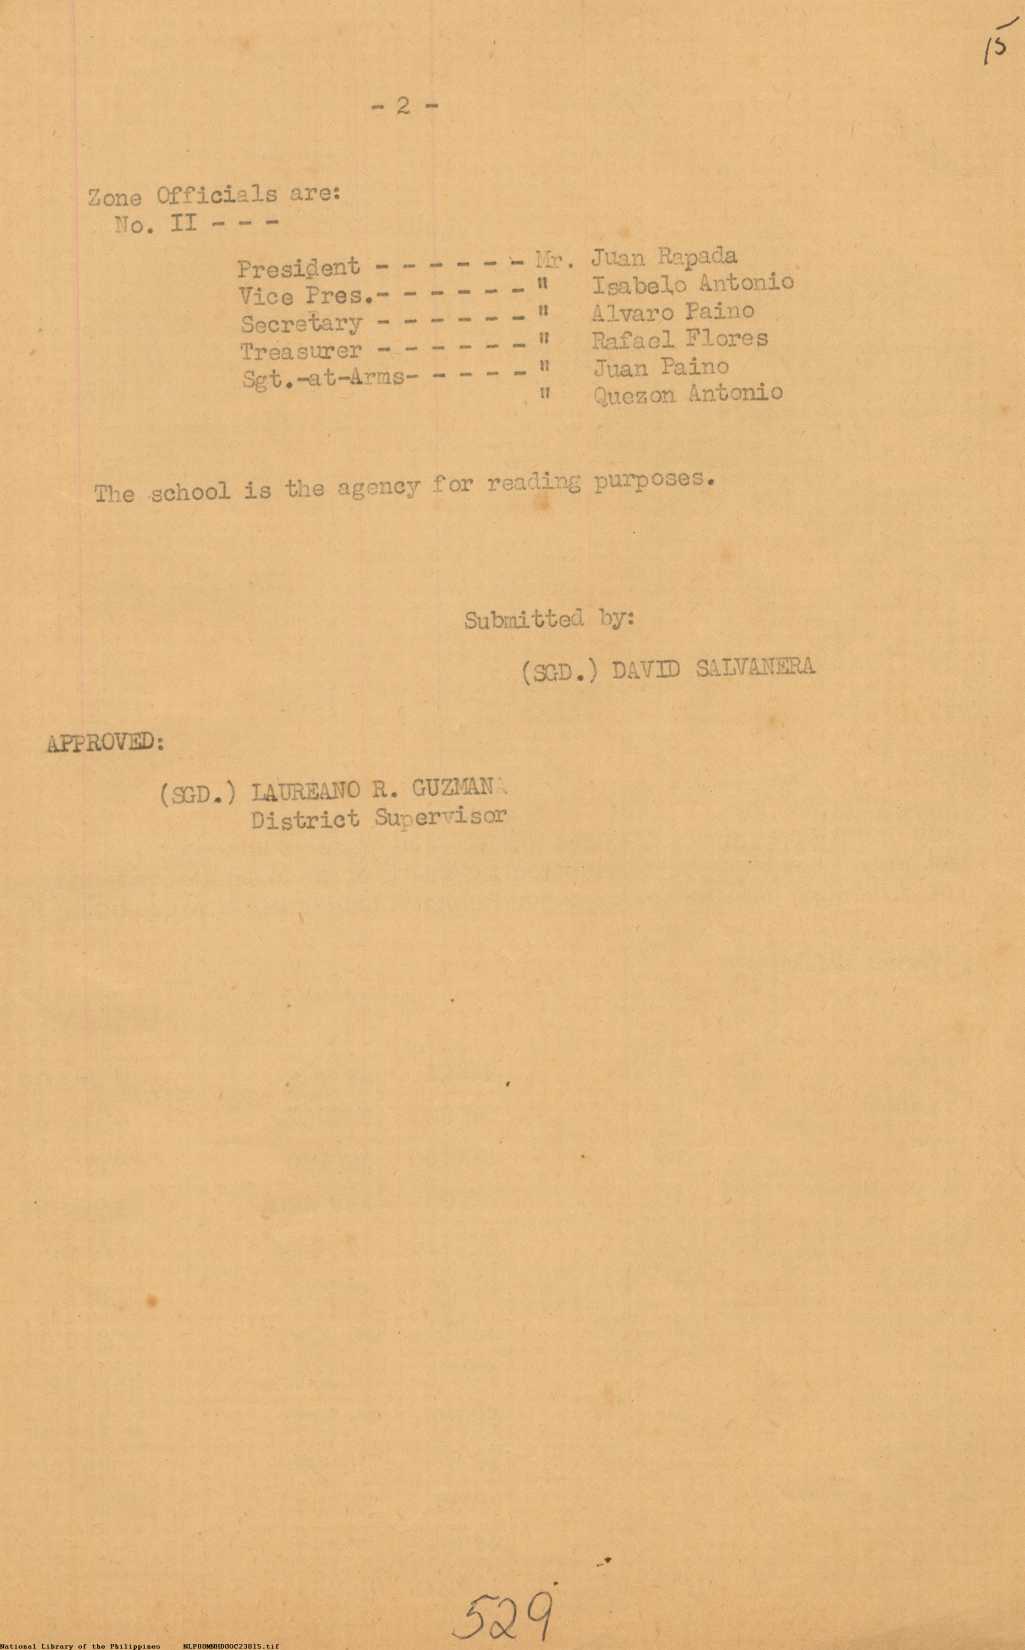 15
- 2 -
Zone Officials are:
No. II - - -
President - - - - - - Mr. Juan Rapada
Vice Pres.- - - - - - " Isabelo Antonio
Secretary - - - - - - " Alvaro Paino
Treasurer - - - - - - " Rafael Flores
Sgt.-at-Arms- - - - - " Juan Paino
" Quezon Antonio
The school is the agency for reading purposes.
Submitted by:
(SGD.) DAVID SALVANERA
APPROVED:
(SGD.) LAUREANO R. GUZMAN
District Supervisor
529
National Library of the Philippines